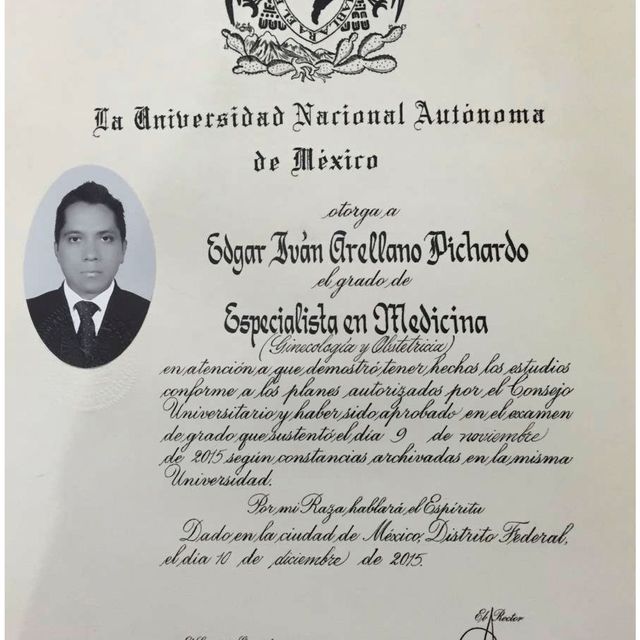 HABLARA EL
La Universidad Nacional Autónoma
de México
otorga a
Edgar Iván Arellano Pichardo
el grado de
Especialista en Medicina
(Ginecología y Obstetricia)
en atención a que demostró tener hechos los estudios
conforme a los planes autorizados por el Consejo
Universitario y haber sido aprobado en el examen
de grado que sustentó el día 9 de noviembre
de 2015 según constancias archivadas en la misma
Universidad.
Por mi Raza hablará el Espíritu
Dado en la ciudad de México, Distrito Federal,
el día 10 de diciembre de 2015.
El Rector